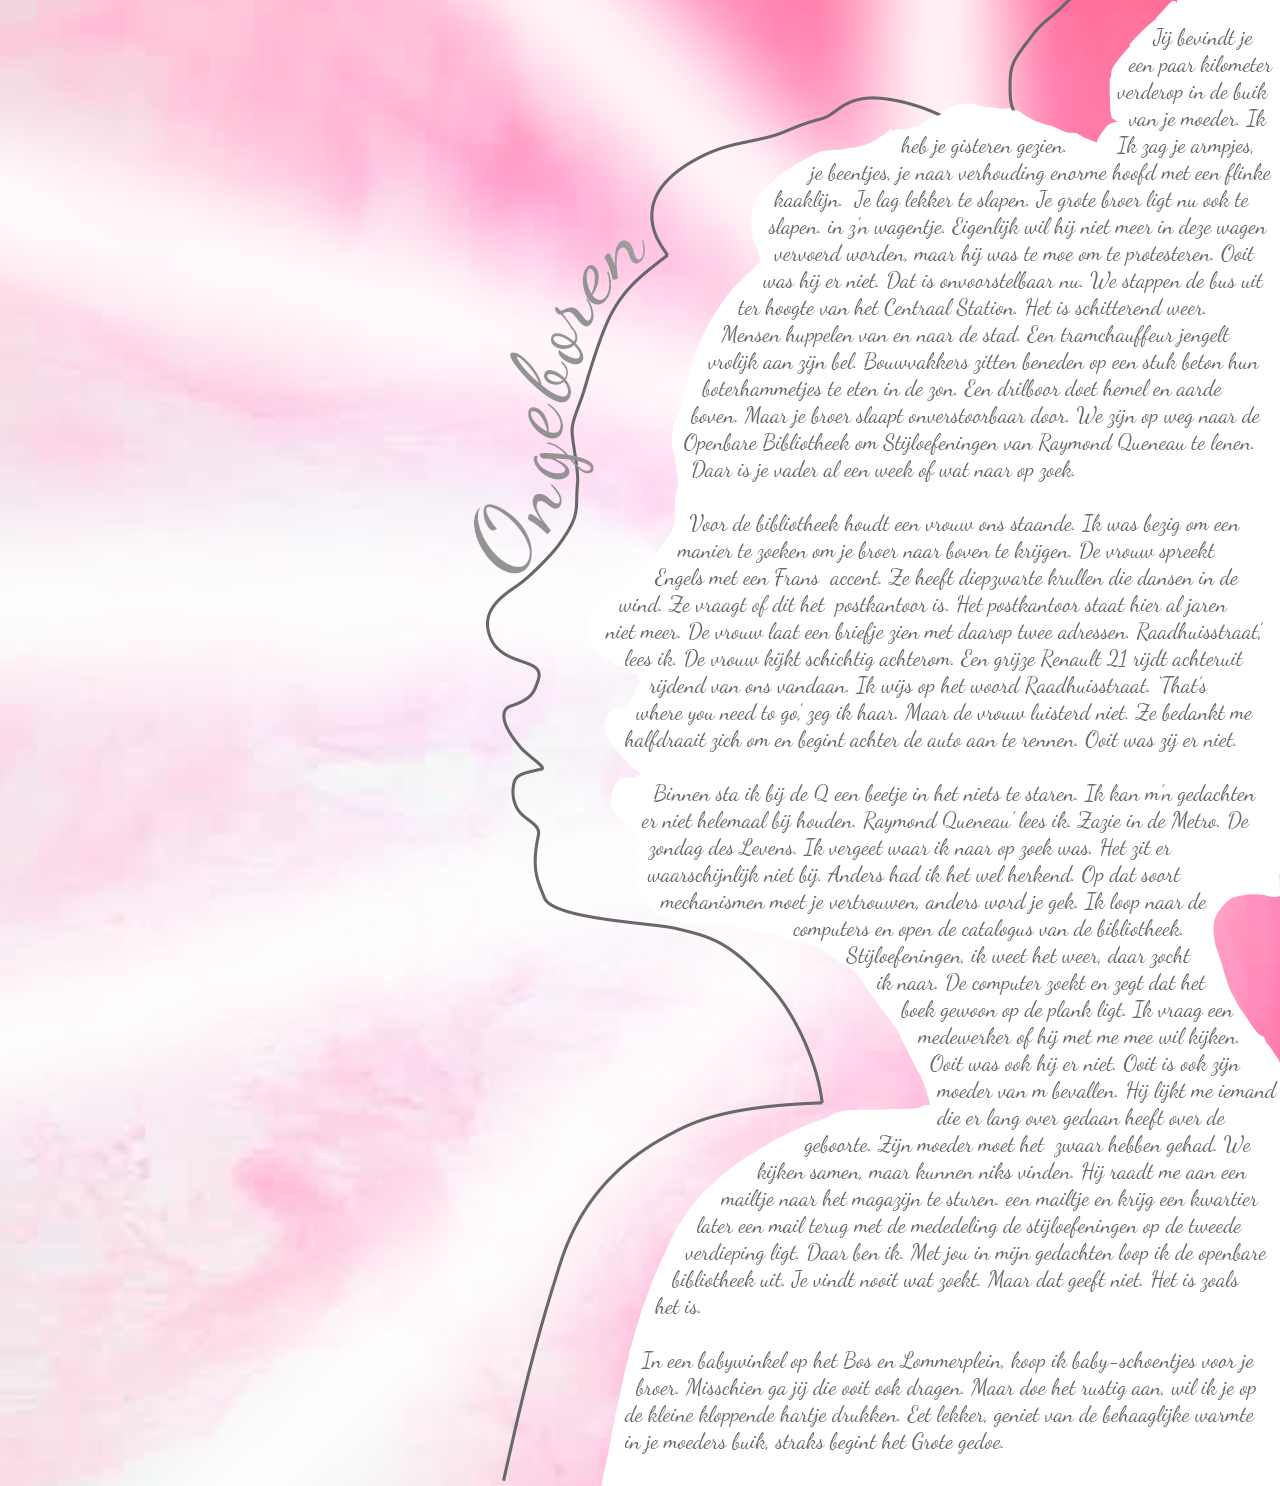 Ongeboren
Jij bevindt je
een paar kilometer
verderop in de buik
van je moeder. Ik
heb je gisteren gezien. Ik zag je armpjes,
je beentjes, je naar verhouding enorme hoofd met een flinke
kaaklijn. Je lag lekker te slapen. Je grote broer ligt nu ook te
slapen. in z'n wagentje. Eigenlijk wil hij niet meer in deze wagen
vervoerd worden, maar hij was te moe om te protesteren. Ooit
was hij er niet. Dat is onvoorstelbaar nu. We stappen de bus uit
ter hoogte van het Centraal Station. Het is schitterend weer.
Mensen huppelen van en naar de stad. Een tramchauffeur jengelt
vrolijk aan zijn bel. Bouwvakkers zitten beneden op een stuk beton hun
boterhammetjes te eten in de zon. Een drilboor doet hemel en aarde
boven. Maar je broer slaapt onverstoorbaar door. We zijn op weg naar de
Openbare Bibliotheek om Stijloefeningen van Raymond Queneau te lenen.
Daar is je vader al een week of wat naar op zoek.
Voor de bibliotheek houdt een vrouw ons staande. Ik was bezig om een
manier te zoeken om je broer naar boven te krijgen. De vrouw spreekt
Engels met een Frans accent. Ze heeft diepzwarte krullen die dansen in de
wind. Ze vraagt of dit het postkantoor is. Het postkantoor staat hier al jaren
niet meer. De vrouw laat een briefje zien met daarop twee adressen. Raadhuisstraat,'
lees ik. De vrouw kijkt schichtig achterom. Een grijze Renault 21 rijdt achteruit
rijdend van ons vandaan. Ik wijs op het woord Raadhuisstraat. 'That's
where you need to go,' zeg ik haar. Maar de vrouw luisterd niet. Ze bedankt me
halfdraait zich om en begint achter de auto aan te rennen. Ooit was zij er niet.
Binnen sta ik bij de Q een beetje in het niets te staren. Ik kan m'n gedachten
er niet helemaal bij houden. Raymond Queneau' lees ik. Zazie in de Metro. De
zondag des Levens. Ik vergeet waar ik naar op zoek was. Het zit er
waarschijnlijk niet bij. Anders had ik het wel herkend. Op dat soort
mechanismen moet je vertrouwen, anders word je gek. Ik loop naar de
computers en open de catalogus van de bibliotheek.
Stijloefeningen, ik weet het weer, daar zocht
ik naar. De computer zoekt en zegt dat het
boek gewoon op de plank ligt. Ik vraag een
medewerker of hij met me mee wil kijken.
Ooit was ook hij er niet. Ooit is ook zijn
moeder van m bevallen. Hij lijkt me iemand
die er lang over gedaan heeft over de
geboorte. Zijn moeder moet het zwaar hebben gehad. We
kijken samen, maar kunnen niks vinden. Hij raadt me aan een
mailtje naar het magazijn te sturen. een mailtje en krijg een kwartier
later een mail terug met de mededeling de stijloefeningen op de tweede
verdieping ligt. Daar ben ik. Met jou in mijn gedachten loop ik de openbare
bibliotheek uit. Je vindt nooit wat zoekt. Maar dat geeft niet. Het is zoals
het is.
In een babywinkel op het Bos en Lommerplein, koop ik baby-schoentjes voor je
broer. Misschien ga jij die ooit ook dragen. Maar doe het rustig aan, wil ik je op
de kleine kloppende hartje drukken. Eet lekker, geniet van de behaaglijke warmte
in je moeders buik, straks begint het Grote gedoe.